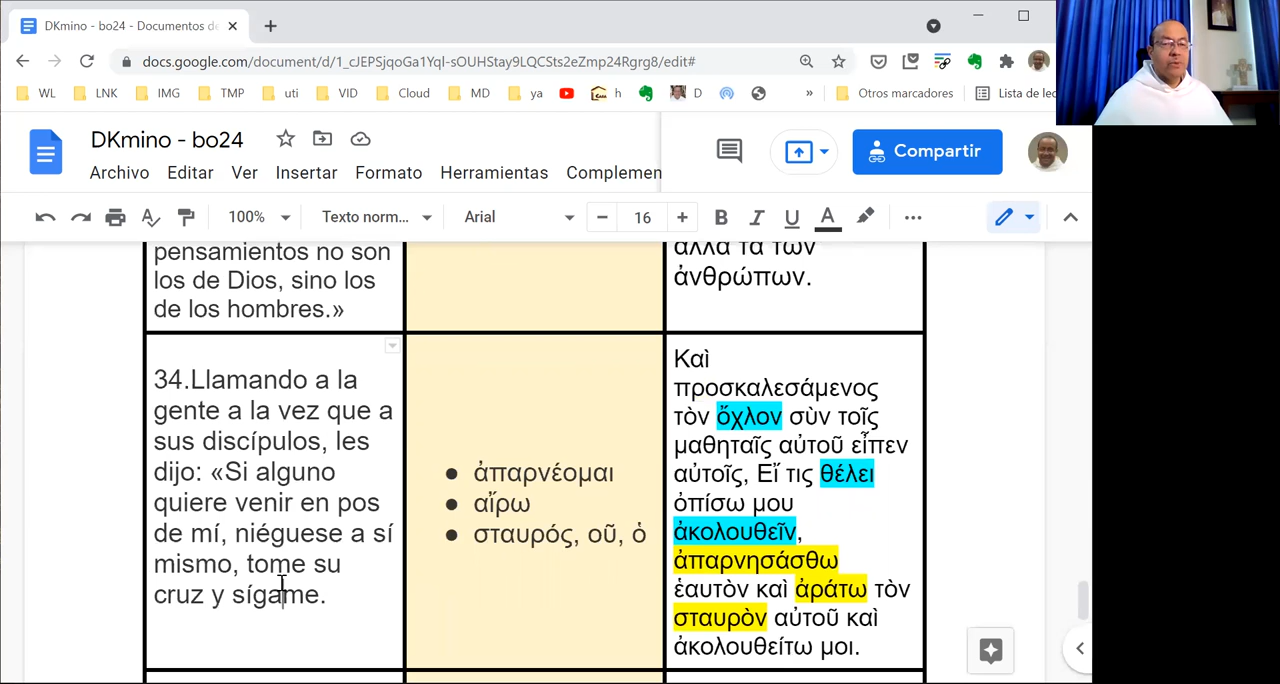 DKmino - bo24 - Documentos de
docs.google.com/document/d/1_cJEPSjqoGa1YqI-sOUHStay9LQCSts2eZmp24Rgrg8/edit#
WL LNK IMG TMP uti VID Cloud MD ya h D » Otros marcadores Lista de lec
DKmino - bo24
Archivo Editar Ver Insertar Formato Herramientas Complemen
Compartir
100% Texto norm... Arial 16 B I U A
pensamientos no son
los de Dios, sino los
de los hombres.»
ἀλλὰ τὰ τῶν
ἀνθρώπων.
34.Llamando a la
gente a la vez que a
sus discípulos, les
dijo: «Si alguno
quiere venir en pos
de mí, niéguese a sí
mismo, tome su
cruz y sígame.
● ἀπαρνέομαι
● αἴρω
● σταυρός, οῦ, ὁ
Καὶ
προσκαλεσάμενος
τὸν ὄχλον σὺν τοῖς
μαθηταῖς αὐτοῦ εἶπεν
αὐτοῖς, Εἴ τις θέλει
ὀπίσω μου
ἀκολουθεῖν,
ἀπαρνησάσθω
ἑαυτὸν καὶ ἀράτω τὸν
σταυρὸν αὐτοῦ καὶ
ἀκολουθείτω μοι.